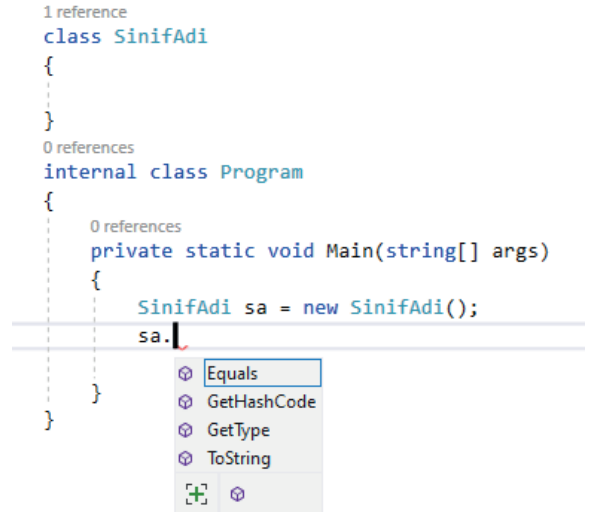 1 reference
class SinifAdi
{
}
0 references
internal class Program
{
0 references
private static void Main(string[] args)
{
SinifAdi sa = new SinifAdi();
sa.
Equals
GetHashCode
GetType
ToString
}
}